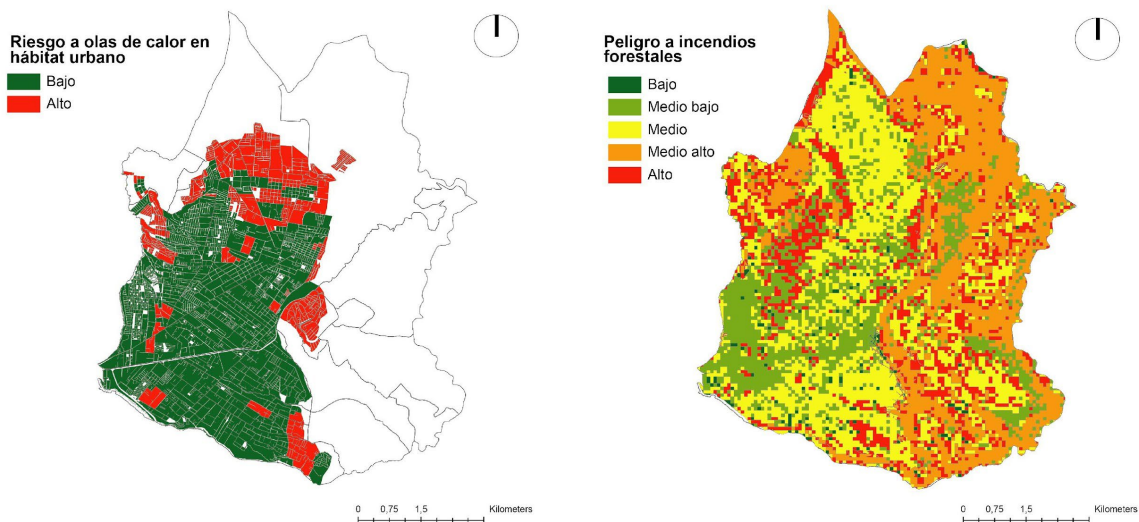 Riesgo a olas de calor en
hábitat urbano
Bajo
Alto
0 0,75 1,5 Kilometers
Peligro a incendios
forestales
Bajo
Medio bajo
Medio
Medio alto
Alto
0 0,75 1,5 Kilometers